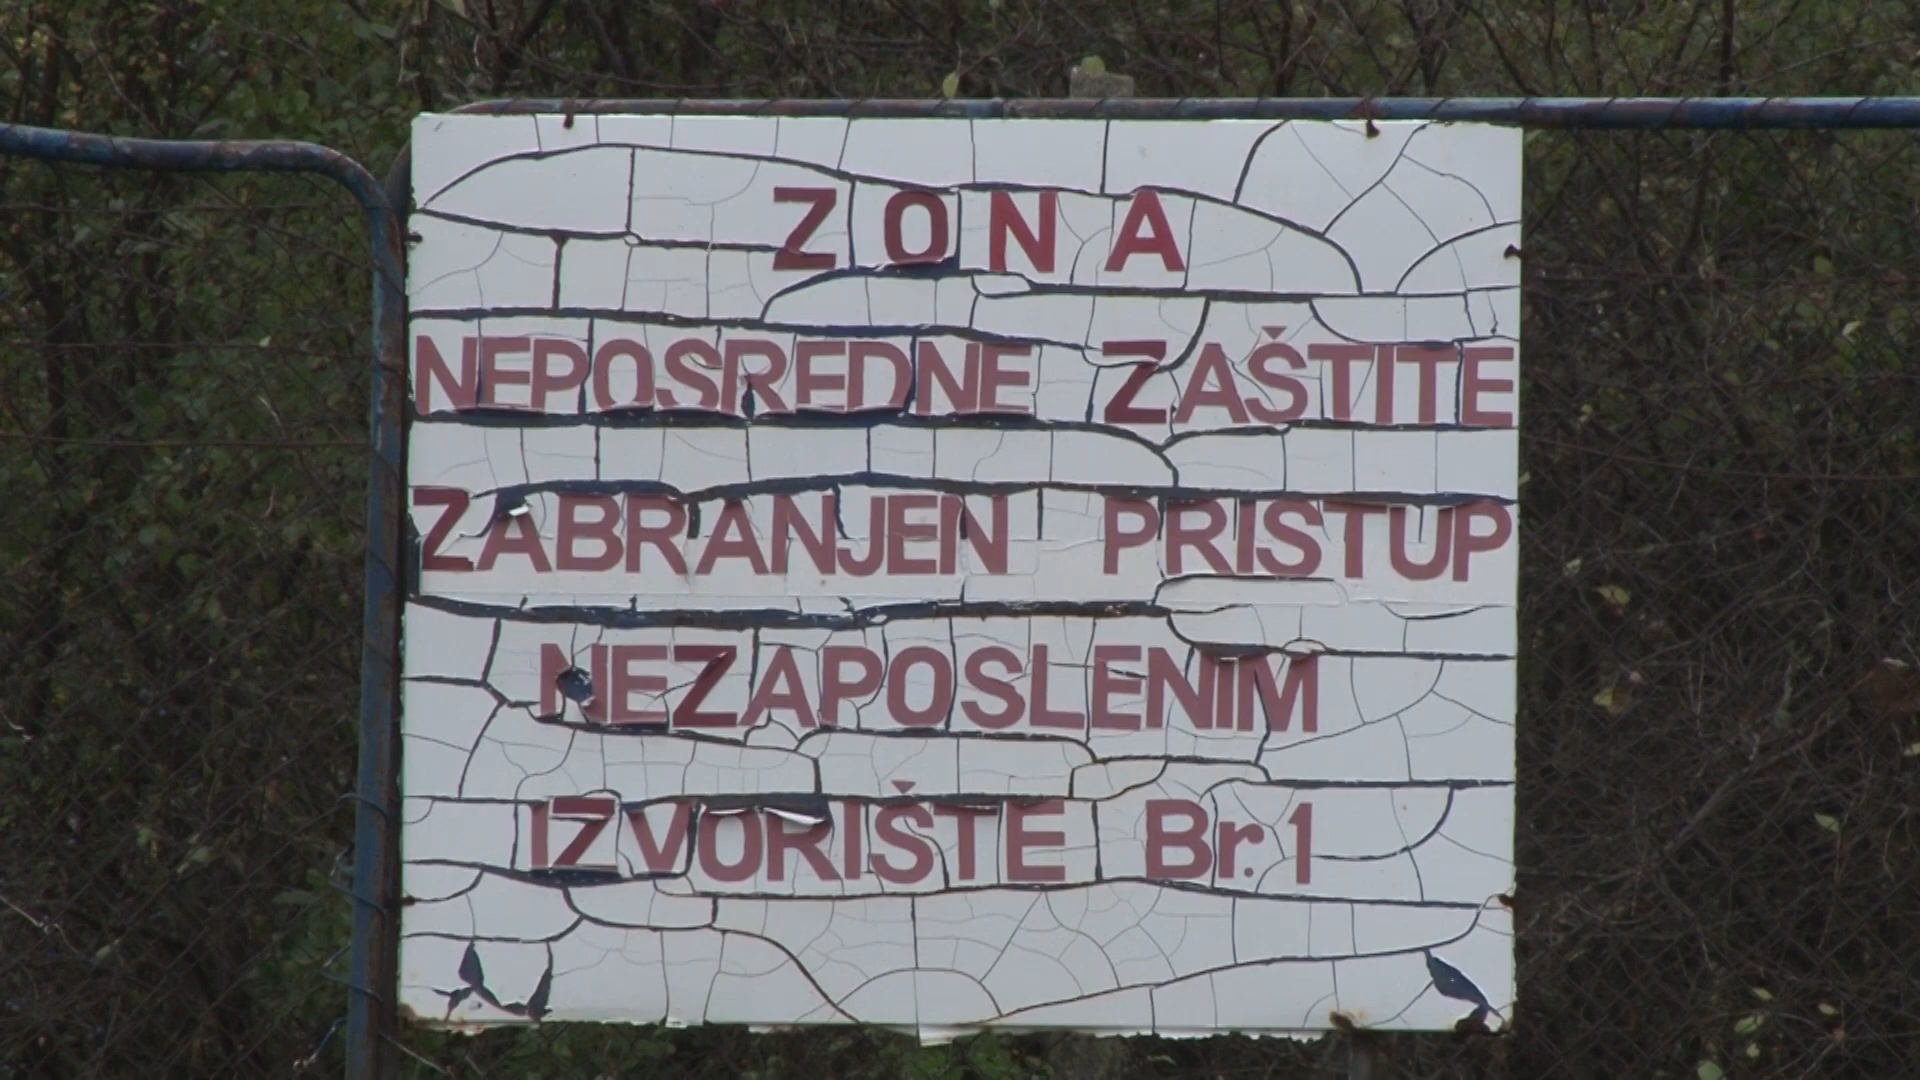 ZONA
NEPOSREDNE ZAŠTITE
ZABRANJEN PRISTUP
NEZAPOSLENIM
IZVORIŠTE Br.1